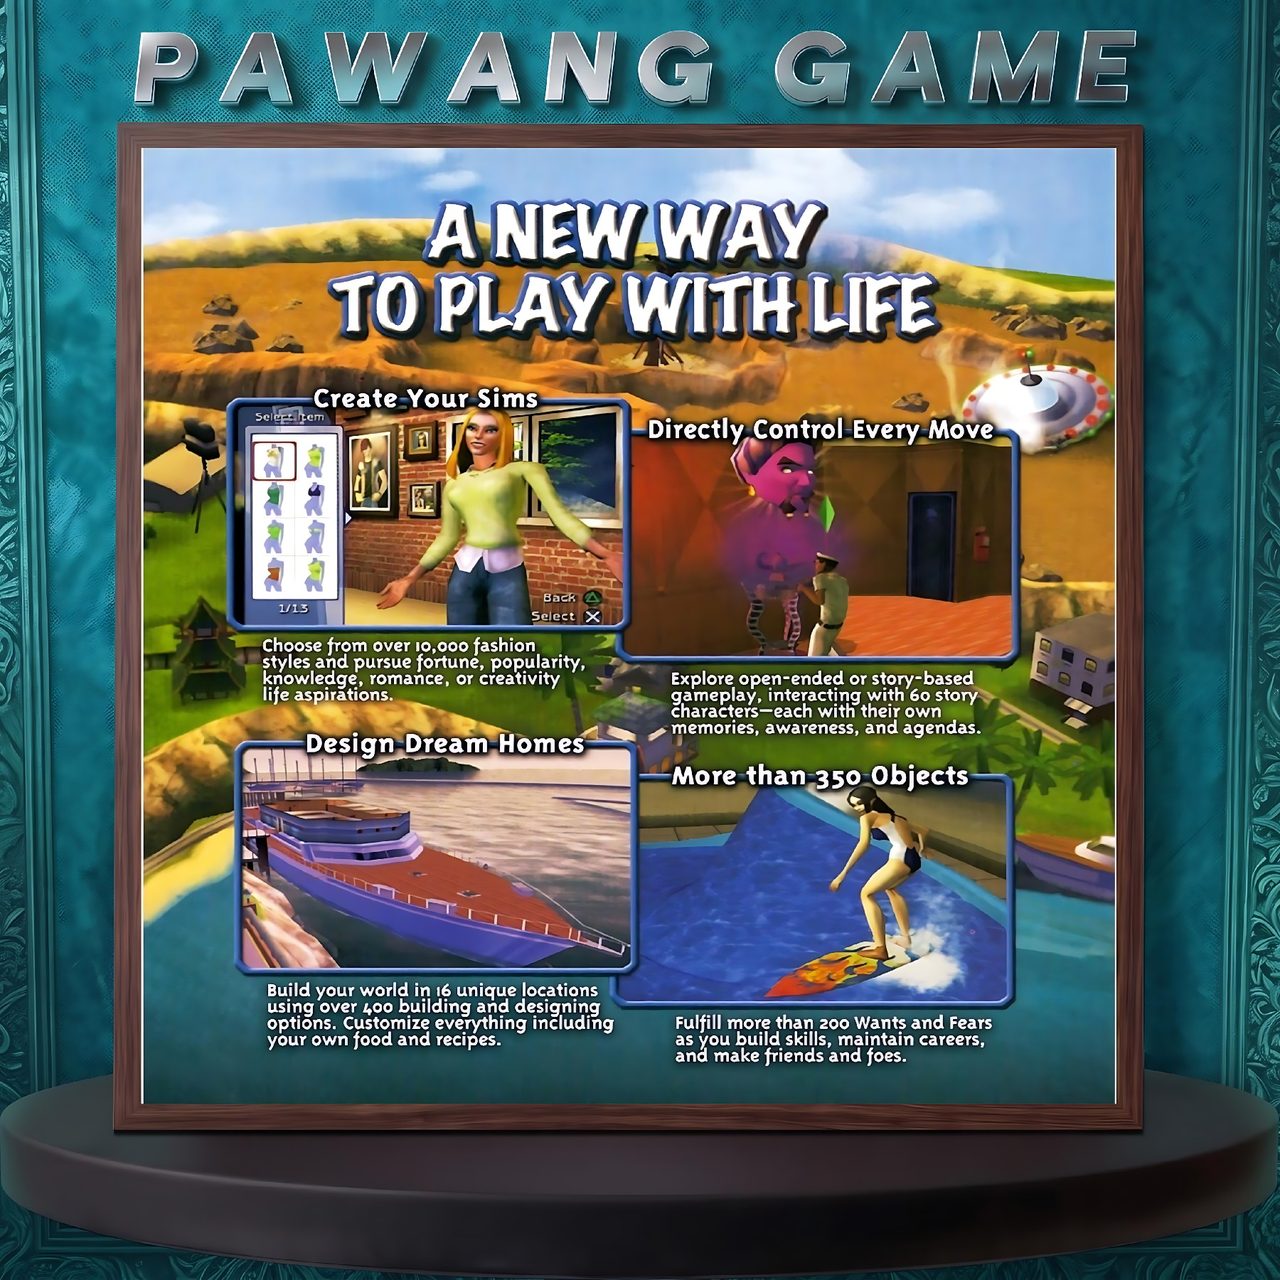 PAWANG GAME
A NEW WAY
TO PLAY WITH LIFE
Create Your Sims
Select Item
1/13
Back
Select
Choose from over 10,000 fashion
styles and pursue fortune, popularity,
knowledge, romance, or creativity
life aspirations.
Directly Control Every Move
Explore open-ended or story-based
gameplay, interacting with 60 story
characters—each with their own
memories, awareness, and agendas.
Design Dream Homes
Build your world in 16 unique locations
using over 400 building and designing
options. Customize everything including
your own food and recipes.
More than 350 Objects
Fulfill more than 200 Wants and Fears
as you build skills, maintain careers,
and make friends and foes.